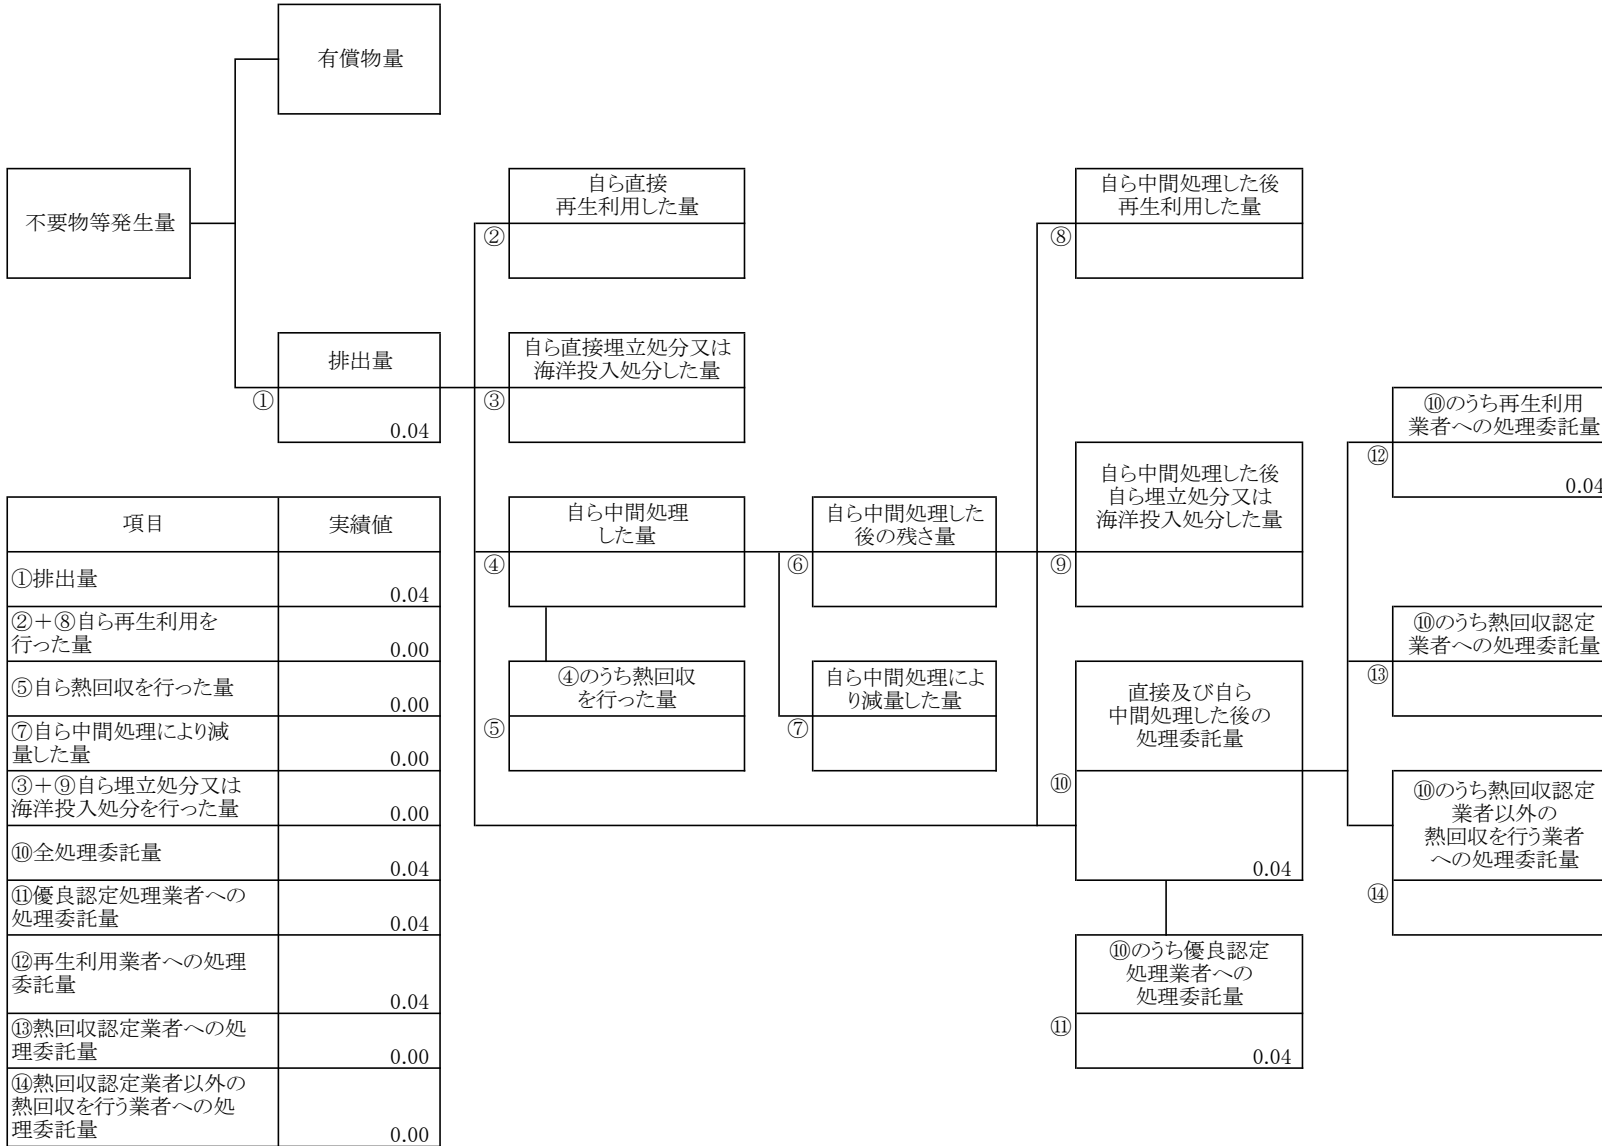 有償物量
不要物等発生量
自ら直接
再生利用した量
②
自ら中間処理した後
再生利用した量
⑧
排出量
①
0.04
自ら直接埋立処分又は
海洋投入処分した量
③
⑩のうち再生利用
業者への処理委託量
⑫
0.04
自ら中間処理した後
自ら埋立処分又は
海洋投入処分した量
⑨
自ら中間処理
した量
④
自ら中間処理した
後の残さ量
⑥
④のうち熱回収
を行った量
⑤
自ら中間処理によ
り減量した量
⑦
直接及び自ら
中間処理した後の
処理委託量
⑩
0.04
⑩のうち熱回収認定
業者への処理委託量
⑬
⑩のうち熱回収認定
業者以外の
熱回収を行う業者
への処理委託量
⑭
⑩のうち優良認定
処理業者への
処理委託量
⑪
0.04
項目 実績値
①排出量 0.04
②+⑧自ら再生利用を
行った量 0.00
⑤自ら熱回収を行った量 0.00
⑦自ら中間処理により減
量した量 0.00
③+⑨自ら埋立処分又は
海洋投入処分を行った量 0.00
⑩全処理委託量 0.04
⑪優良認定処理業者への
処理委託量 0.04
⑫再生利用業者への処理
委託量 0.04
⑬熱回収認定業者への処
理委託量 0.00
⑭熱回収認定業者以外の
熱回収を行う業者への処
理委託量 0.00